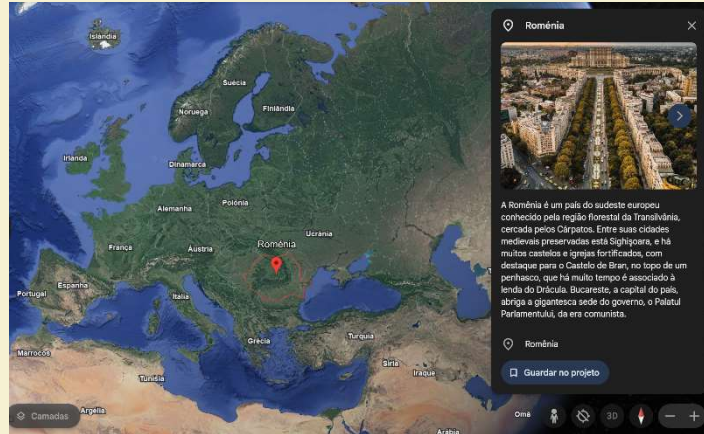 Islândia
Suécia
Noruega
Finlândia
Irlanda
Dinamarca
Polónia
Alemanha
Ucrânia
França
Áustria
Roménia
Espanha
Portugal
Itália
Grécia
Turquia
Marrocos
Síria
Tunísia
Iraque
Argélia
Omã
Arábia
Camadas
3D
Roménia
A Romênia é um país do sudeste europeu
conhecido pela região florestal da Transilvânia,
cercada pelos Cárpatos. Entre suas cidades
medievais preservadas está Sighişoara, e há
muitos castelos e igrejas fortificados, com
destaque para o Castelo de Bran, no topo de um
penhasco, que há muito tempo é associado à
lenda do Drácula. Bucareste, a capital do país,
abriga a gigantesca sede do governo, o Palatul
Parlamentului, da era comunista.
Romênia
Guardar no projeto